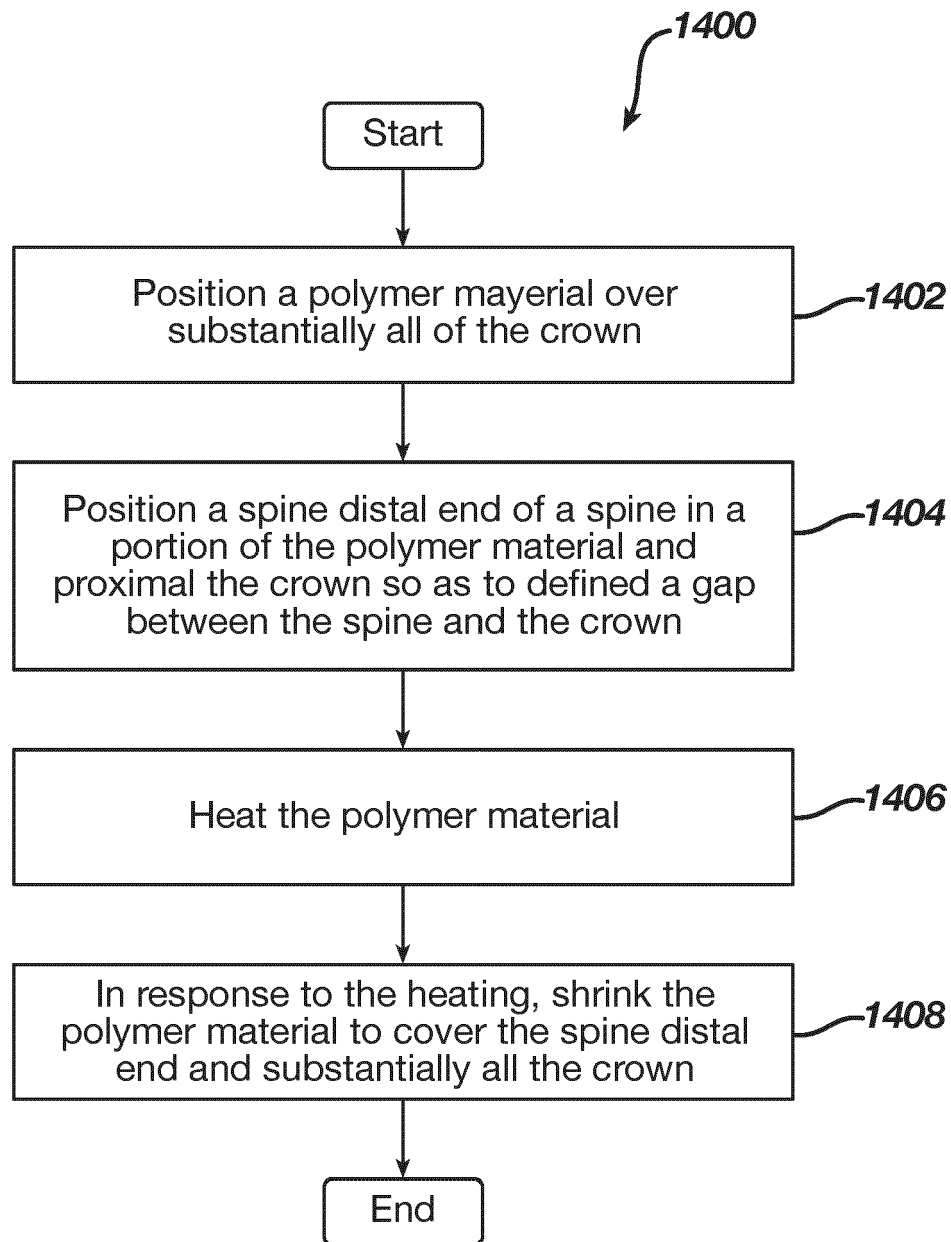 1400
Start
Position a polymer mayerial over
substantially all of the crown
1402
Position a spine distal end of a spine in a
portion of the polymer material and
proximal the crown so as to defined a gap
between the spine and the crown
1404
Heat the polymer material
1406
In response to the heating, shrink the
polymer material to cover the spine distal
end and substantially all the crown
1408
End